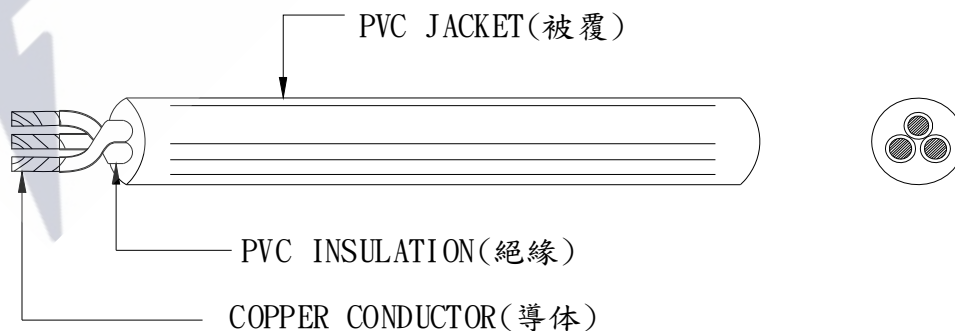 PVC JACKET(被覆)
PVC INSULATION(絕緣)
COPPER CONDUCTOR(導体)